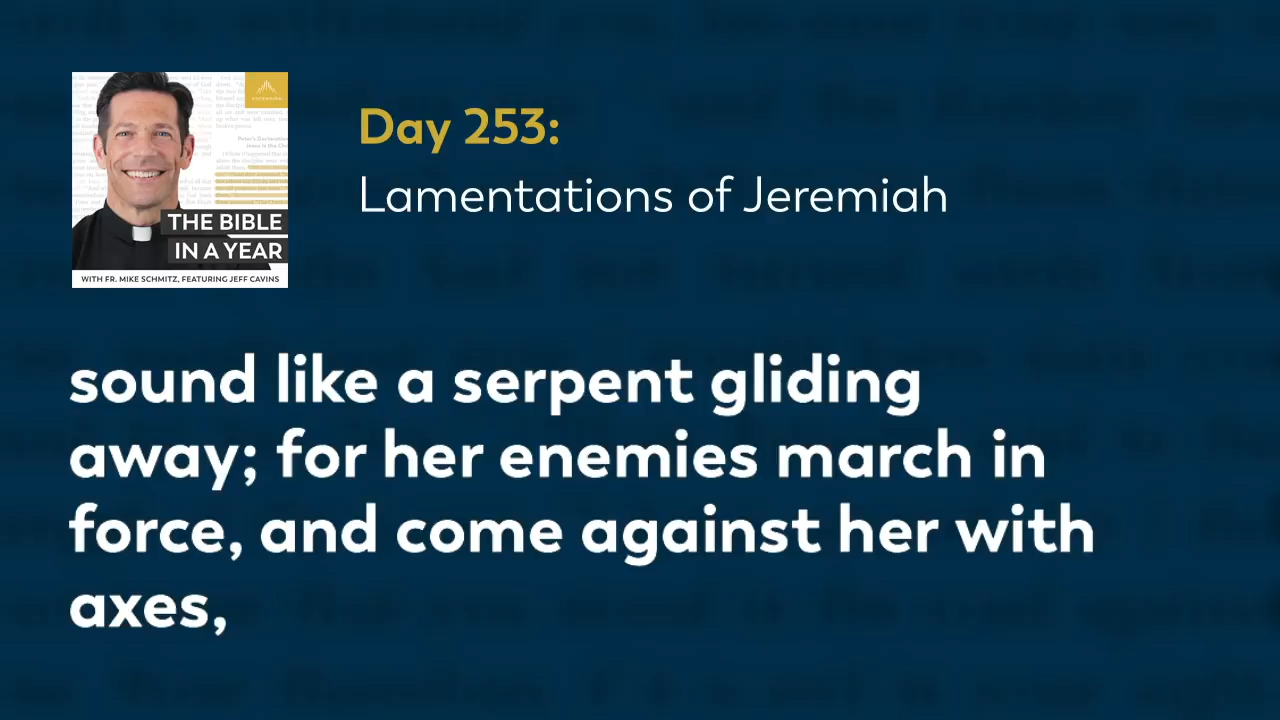 THE BIBLE
IN A YEAR
WITH FR. MIKE SCHMITZ, FEATURING JEFF CAVINS
Day 253:
Lamentations of Jeremiah
sound like a serpent gliding
away; for her enemies march in
force, and come against her with
axes,